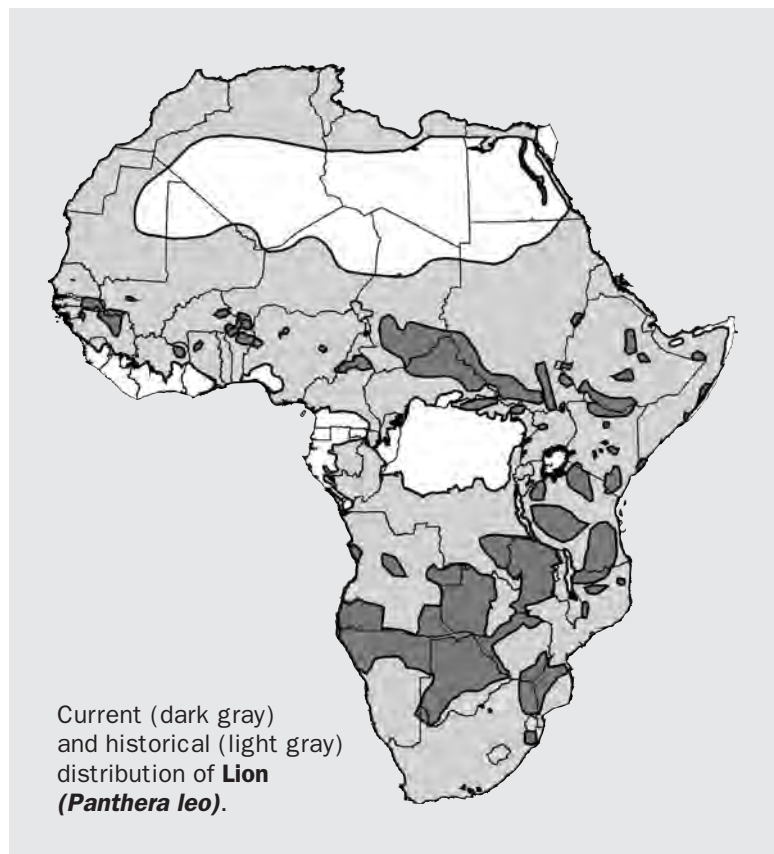 Current (dark gray)
and historical (light gray)
distribution of Lion
(Panthera leo).